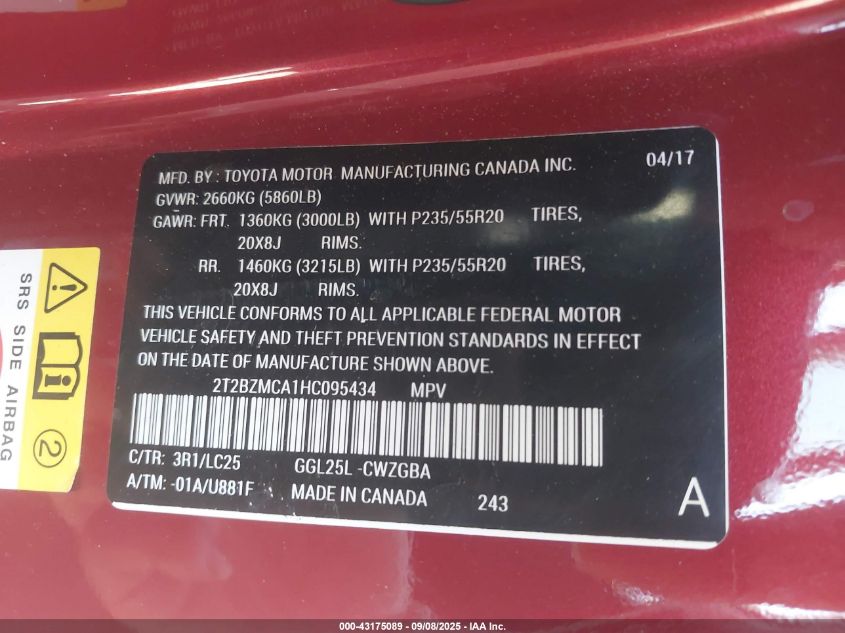 MFD. BY : TOYOTA MOTOR MANUFACTURING CANADA INC. 04/17
GVWR: 2660KG (5860LB)
GAWR: FRT. 1360KG (3000LB) WITH P235/55R20 TIRES,
20X8J RIMS.
RR. 1460KG (3215LB) WITH P235/55R20 TIRES,
20X8J RIMS.
THIS VEHICLE CONFORMS TO ALL APPLICABLE FEDERAL MOTOR
VEHICLE SAFETY AND THEFT PREVENTION STANDARDS IN EFFECT
ON THE DATE OF MANUFACTURE SHOWN ABOVE.
2T2BZMCA1HC095434 MPV
C/TR: 3R1/LC25 GGL25L -CWZGBA
A/TM: -01A/U881F MADE IN CANADA 243 A
SRS SIDE AIRBAG
2
000-43175089 - 09/08/2025 - IAA Inc.